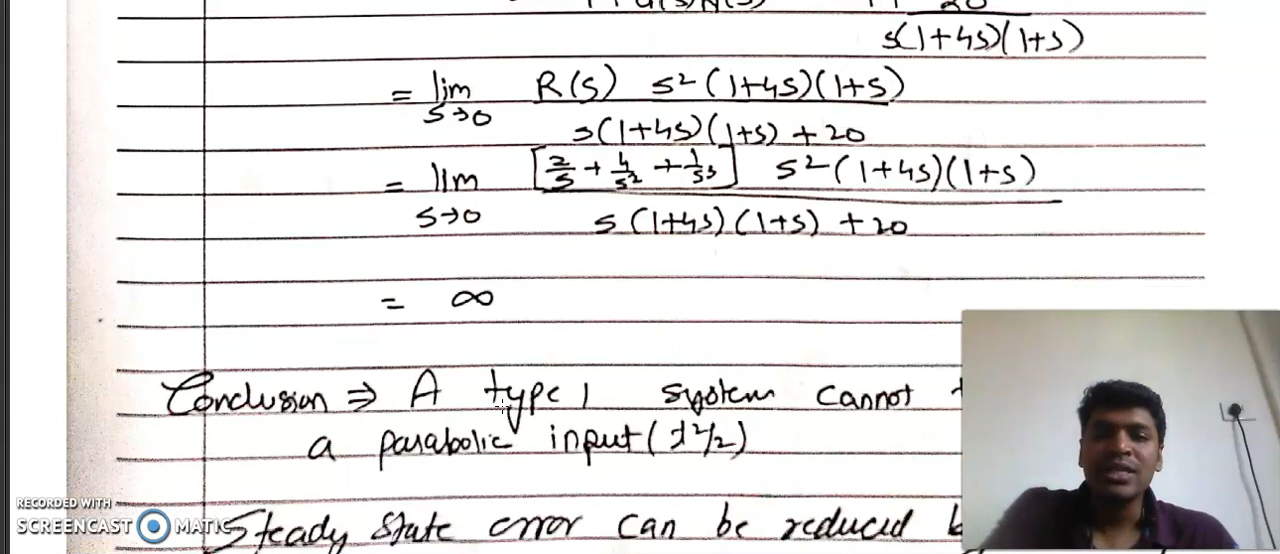 20
s(1+4s)(1+s)
= lim s→0 R(s) s²(1+4s)(1+s)
s(1+4s)(1+s) + 20
= lim s→0 [2/s + 4/s² + 1/s³] s²(1+4s)(1+s)
s(1+4s)(1+s) + 20
= ∞
Conclusion ⇒ A type 1 system cannot
a parabolic input (t²/2)
Steady state error can be reduced
RECORDED WITH
SCREENCAST MATIC